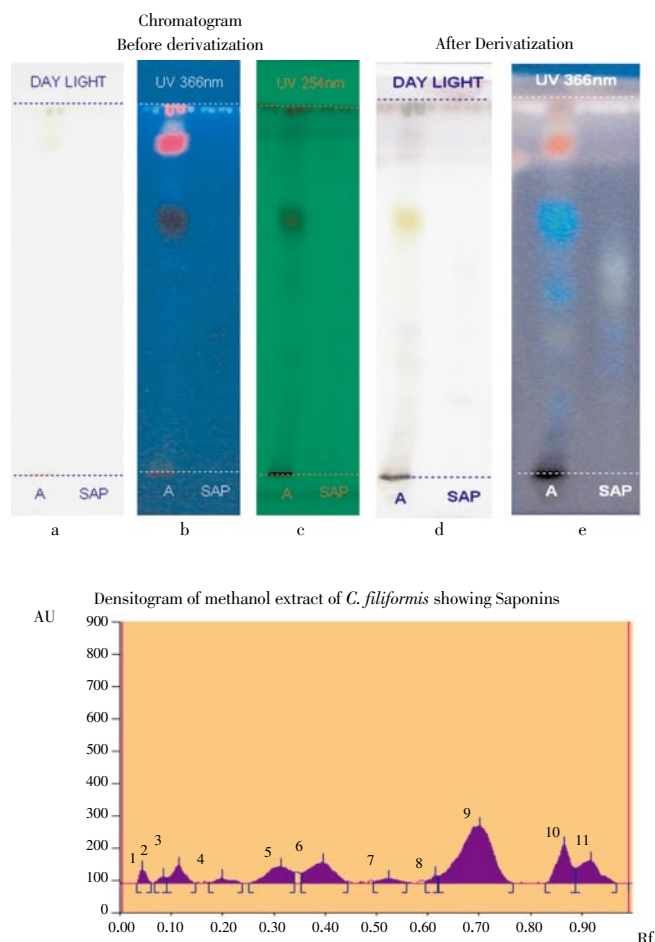 Chromatogram
Before derivatization
After Derivatization
DAY LIGHT
UV 366nm
UV 254nm
DAY LIGHT
UV 366nm
A SAP
A SAP
A SAP
A SAP
A SAP
a
b
c
d
e
Densitogram of methanol extract of C. filiformis showing Saponins
AU
900
800
700
600
500
400
300
200
100
0
1 2 3 4 5 6 7 8 9 10 11
0.00 0.10 0.20 0.30 0.40 0.50 0.60 0.70 0.80 0.90
Rf